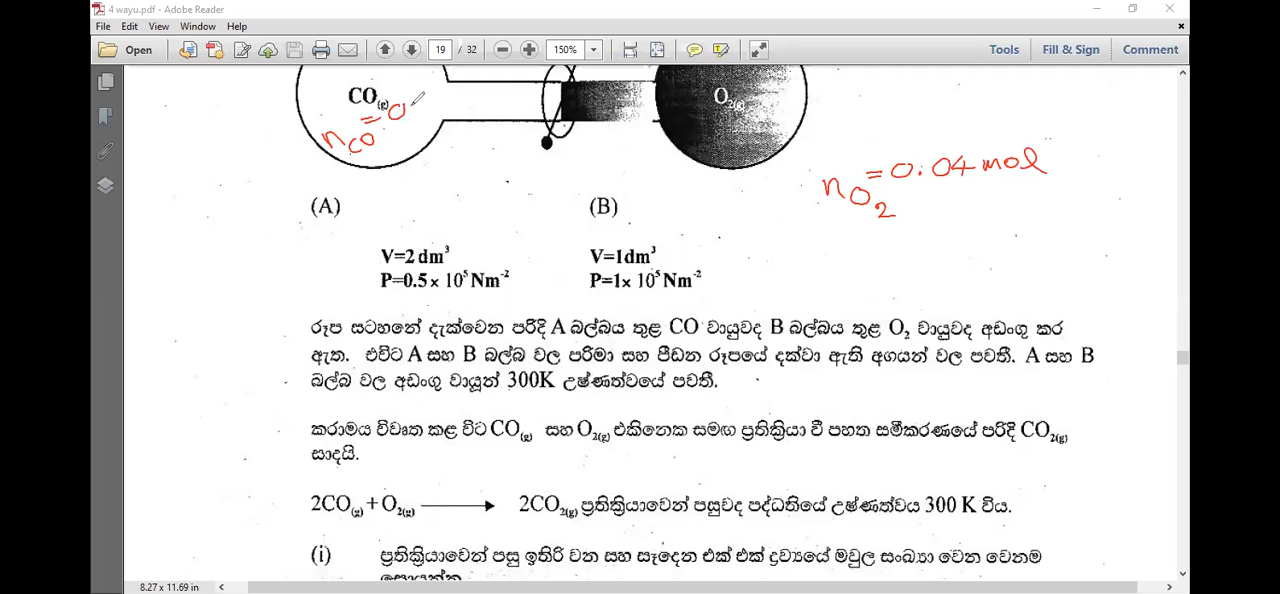 4 wayu.pdf - Adobe Reader
File Edit View Window Help
Open 19 / 32 150% Tools Fill & Sign Comment
CO(g) O2(g)
nCO = 0
nO2 = 0.04 mol
(A) (B)
V=2 dm³ V=1dm³
P=0.5× 10⁵ Nm⁻² P=1× 10⁵ Nm⁻²
රූප සටහනේ දැක්වෙන පරිදි A බල්බය තුළ CO වායුවද B බල්බය තුළ O2 වායුවද අඩංගු කර
ඇත. එවිට A සහ B බල්බ වල පරිමා සහ පීඩන රූපයේ දක්වා ඇති අගයන් වල පවතී. A සහ B
බල්බ වල අඩංගු වායූන් 300K උෂ්ණත්වයේ පවතී.
කරාමය විවෘත කළ විට CO(g) සහ O2(g) එකිනෙක සමඟ ප්‍රතික්‍රියා වී පහත සමීකරණයේ පරිදි CO2(g)
සාදයි.
2CO(g) + O2(g) → 2CO2(g) ප්‍රතික්‍රියාවෙන් පසුවද පද්ධතියේ උෂ්ණත්වය 300 K විය.
(i) ප්‍රතික්‍රියාවෙන් පසු ඉතිරි වන සහ සෑදෙන එක් එක් ද්‍රව්‍යයේ මවුල සංඛ්‍යා වෙන වෙනම
8.27 x 11.69 in